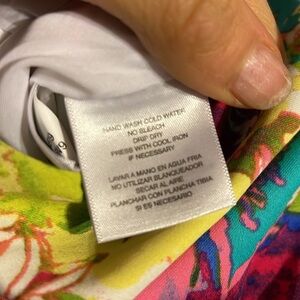 HAND WASH COLD WATER
NO BLEACH
DRIP DRY
PRESS WITH COOL IRON
IF NECESSARY
LAVAR A MANO EN AGUA FRIA
NO UTILIZAR BLANQUEADOR
SECAR AL AIRE
PLANCHAR CON PLANCHA TIBIA
SI ES NECESARIO